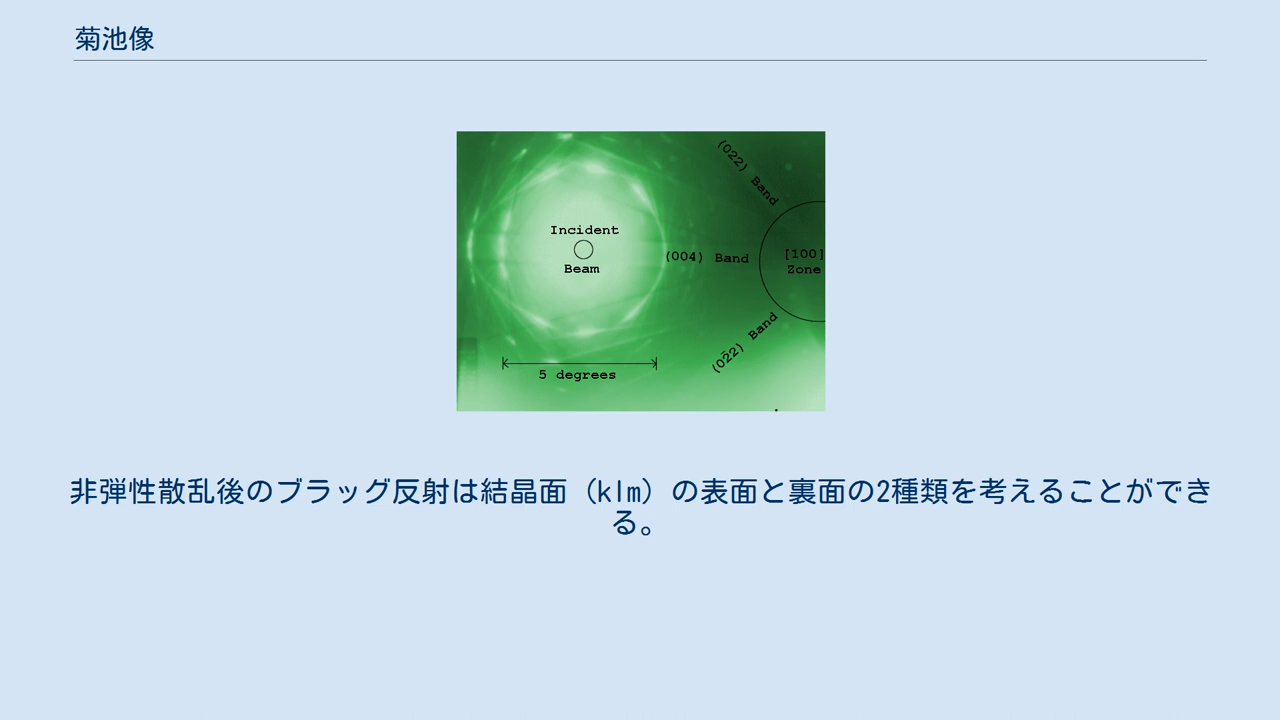 菊池像
(022) Band
Incident
Beam
(004) Band
[100]
Zone
(02̄2) Band
5 degrees
非弾性散乱後のブラッグ反射は結晶面（klm）の表面と裏面の2種類を考えることができ
る。